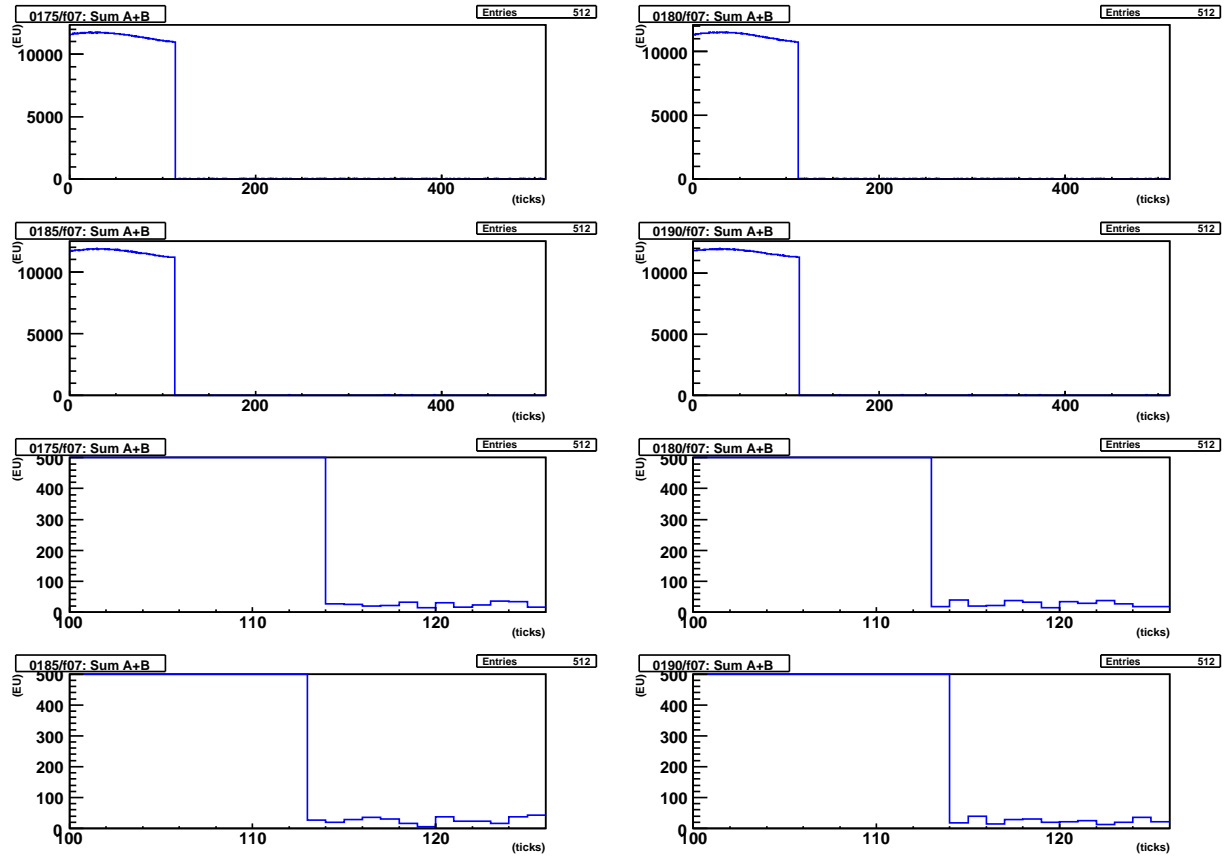 0175/f07: Sum A+B
Entries 512
(EU)
10000
5000
0
0 200 400
(ticks)
0180/f07: Sum A+B
Entries 512
(EU)
10000
5000
0
0 200 400
(ticks)
0185/f07: Sum A+B
Entries 512
(EU)
10000
5000
0
0 200 400
(ticks)
0190/f07: Sum A+B
Entries 512
(EU)
10000
5000
0
0 200 400
(ticks)
0175/f07: Sum A+B
Entries 512
(EU)
500
400
300
200
100
0
100 110 120
(ticks)
0180/f07: Sum A+B
Entries 512
(EU)
500
400
300
200
100
0
100 110 120
(ticks)
0185/f07: Sum A+B
Entries 512
(EU)
500
400
300
200
100
0
100 110 120
(ticks)
0190/f07: Sum A+B
Entries 512
(EU)
500
400
300
200
100
0
100 110 120
(ticks)